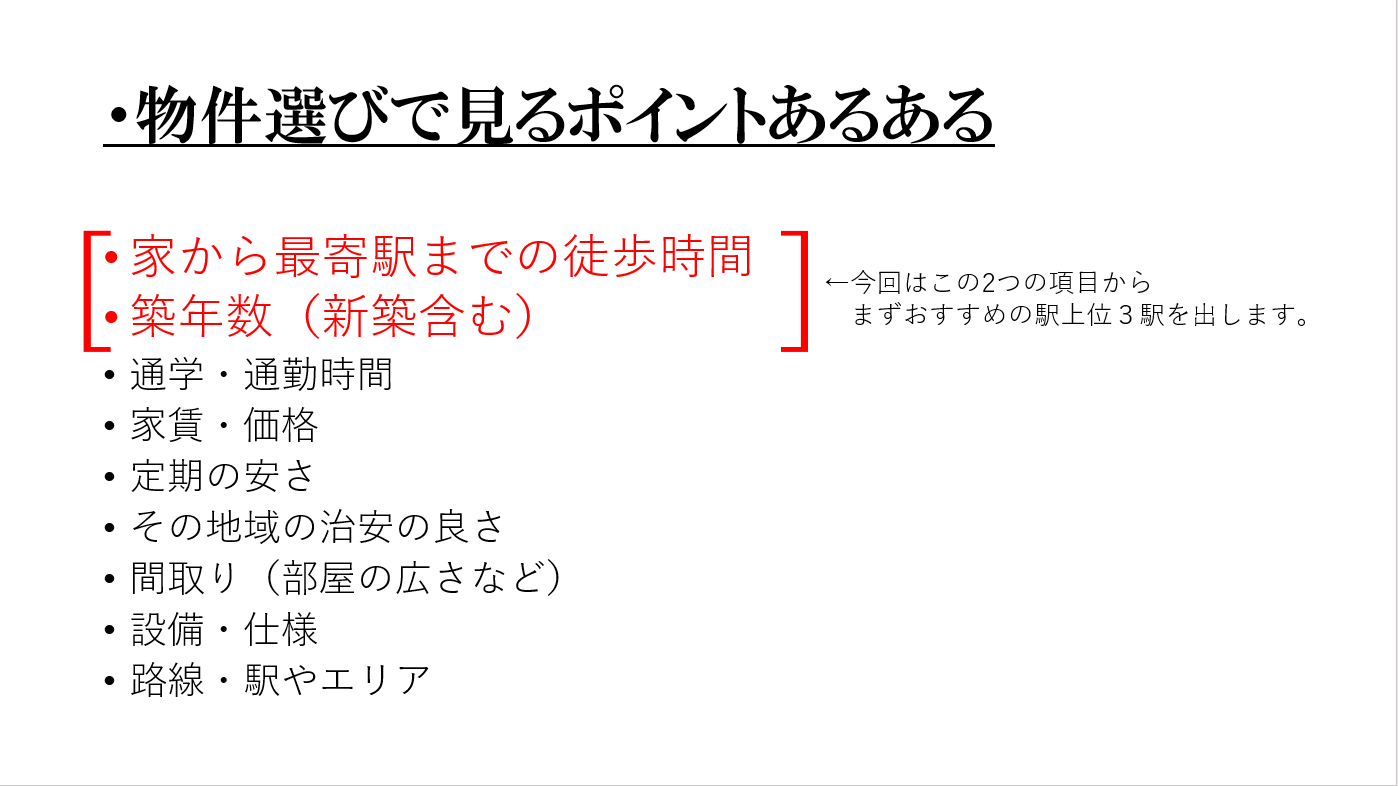 ・物件選びで見るポイントあるある
• 家から最寄駅までの徒歩時間
• 築年数（新築含む）
←今回はこの2つの項目から
まずおすすめの駅上位３駅を出します。
• 通学・通勤時間
• 家賃・価格
• 定期の安さ
• その地域の治安の良さ
• 間取り（部屋の広さなど）
• 設備・仕様
• 路線・駅やエリア